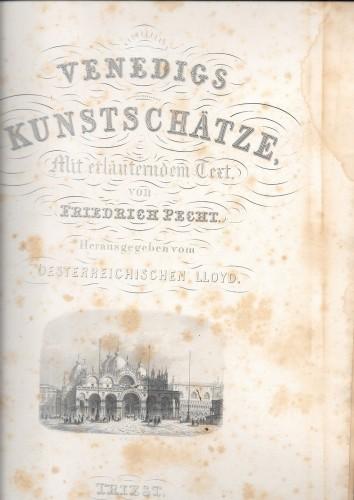 VENEDIGS
KUNSTSCHÄTZE,
Mit erläuterndem Text.
von
FRIEDRICH PECHT.
Herausgegeben vom
OESTERREICHISCHEN LLOYD.
TRIEST.